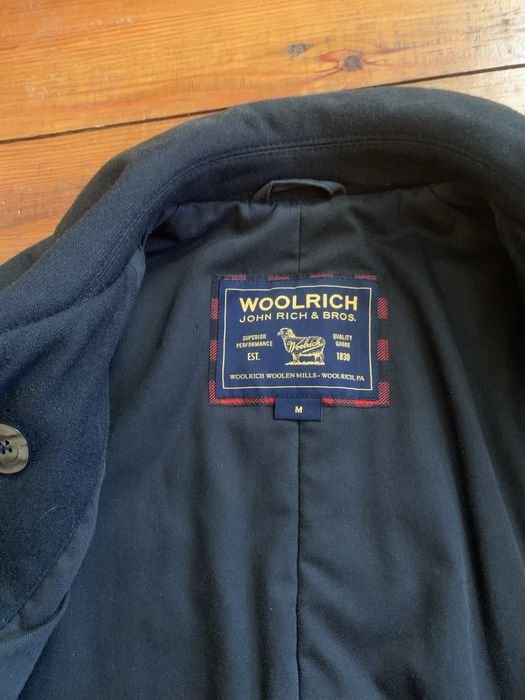 WOOLRICH
JOHN RICH & BROS.
SUPERIOR
PERFORMANCE
EST.
Woolrich
QUALITY
GOODS
1830
WOOLRICH WOOLEN MILLS - WOOLRICH, PA
M